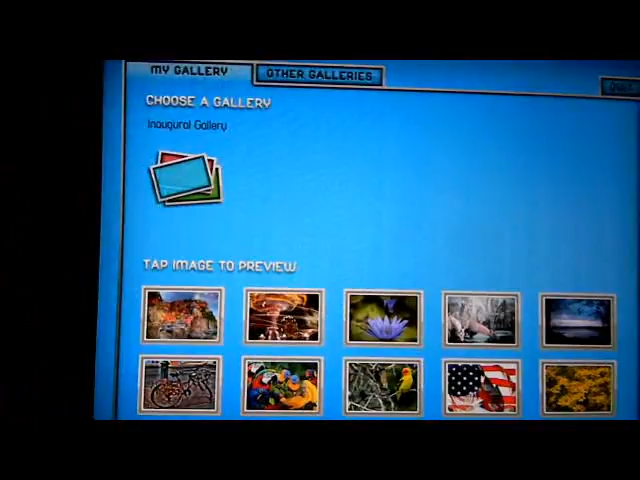 MY GALLERY
OTHER GALLERIES
CHOOSE A GALLERY
Inaugural Gallery
TAP IMAGE TO PREVIEW